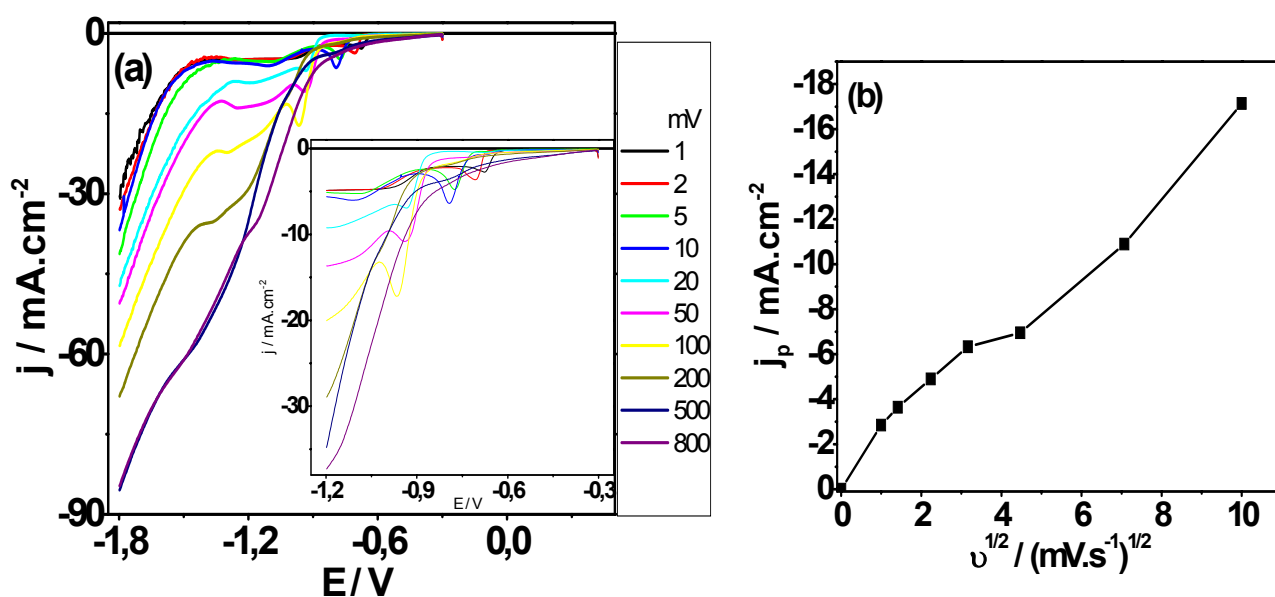 (a)
0
-30
-60
-90
j / mA.cm-2
-1,8 -1,2 -0,6 0,0
E / V
0
-10
-20
-30
j / mA.cm-2
-1,2 -0,9 -0,6 -0,3
E / V
mV
1
2
5
10
20
50
100
200
500
800
(b)
-18
-16
-14
-12
-10
-8
-6
-4
-2
0
jp / mA.cm-2
0 2 4 6 8 10
υ1/2 / (mV.s-1)1/2